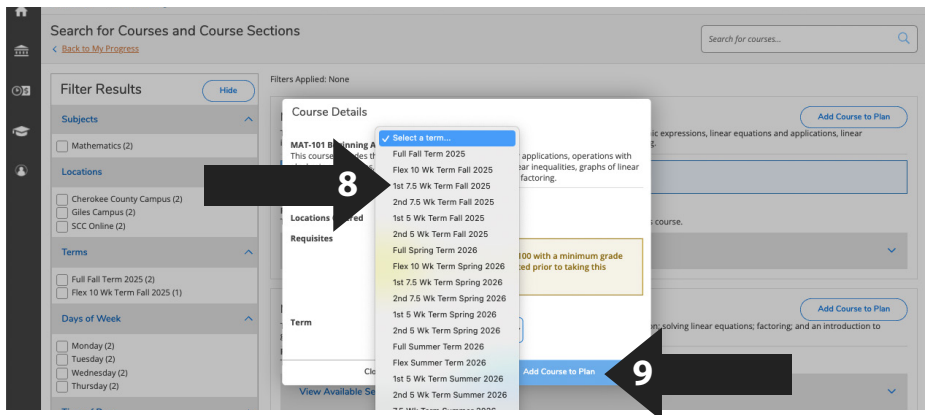 Search for Courses and Course Sections
< Back to My Progress
Search for courses...
Filter Results
Hide
Subjects
Mathematics (2)
Locations
Cherokee County Campus (2)
Giles Campus (2)
SCC Online (2)
Terms
Full Fall Term 2025 (2)
Flex 10 Wk Term Fall 2025 (1)
Days of Week
Monday (2)
Tuesday (2)
Wednesday (2)
Thursday (2)
Filters Applied: None
Add Course to Plan
expressions, linear equations and applications, linear
course.
Add Course to Plan
solving linear equations; factoring; and an introduction to
View Available
Course Details
MAT-101 Beginning
This course
applications, operations with
linear inequalities, graphs of linear
factoring.
Locations
Requisites
100 with a minimum grade
prior to taking this
Term
Add Course to Plan
✓ Select a term...
Full Fall Term 2025
Flex 10 Wk Term Fall 2025
1st 7.5 Wk Term Fall 2025
2nd 7.5 Wk Term Fall 2025
1st 5 Wk Term Fall 2025
2nd 5 Wk Term Fall 2025
Full Spring Term 2026
Flex 10 Wk Term Spring 2026
1st 7.5 Wk Term Spring 2026
2nd 7.5 Wk Term Spring 2026
1st 5 Wk Term Spring 2026
2nd 5 Wk Term Spring 2026
Full Summer Term 2026
Flex Summer Term 2026
1st 5 Wk Term Summer 2026
2nd 5 Wk Term Summer 2026
7.5 Wk Term Summer 2026
8
9